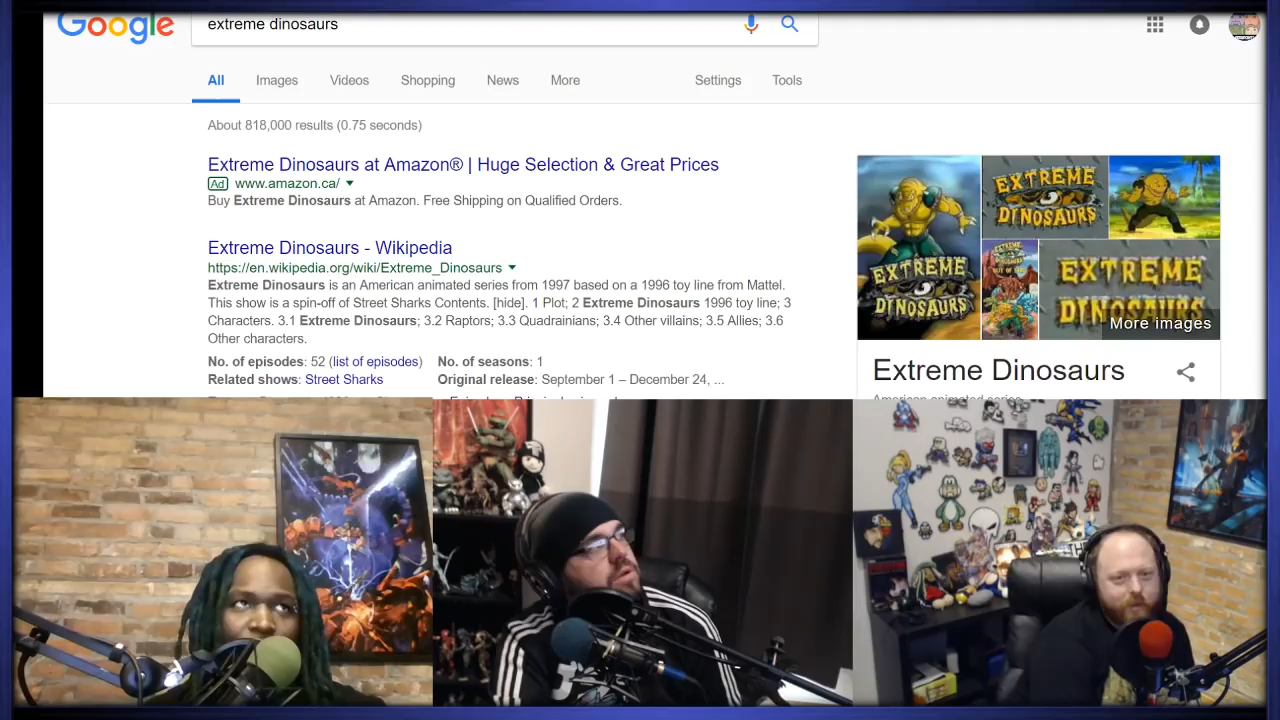 Google
extreme dinosaurs
All Images Videos Shopping News More Settings Tools
About 818,000 results (0.75 seconds)
Extreme Dinosaurs at Amazon® | Huge Selection & Great Prices
Ad www.amazon.ca/
Buy Extreme Dinosaurs at Amazon. Free Shipping on Qualified Orders.
Extreme Dinosaurs - Wikipedia
https://en.wikipedia.org/wiki/Extreme_Dinosaurs
Extreme Dinosaurs is an American animated series from 1997 based on a 1996 toy line from Mattel.
This show is a spin-off of Street Sharks Contents. [hide]. 1 Plot; 2 Extreme Dinosaurs 1996 toy line; 3
Characters. 3.1 Extreme Dinosaurs; 3.2 Raptors; 3.3 Quadrainians; 3.4 Other villains; 3.5 Allies; 3.6
Other characters.
No. of episodes: 52 (list of episodes) No. of seasons: 1
Related shows: Street Sharks Original release: September 1 – December 24, ...
EXTREME
DINOSAURS
EXTREME
DINOSAURS
EXTREME
DINOSAURS
EXTREME
DINOSAURS
More images
Extreme Dinosaurs
American animated series